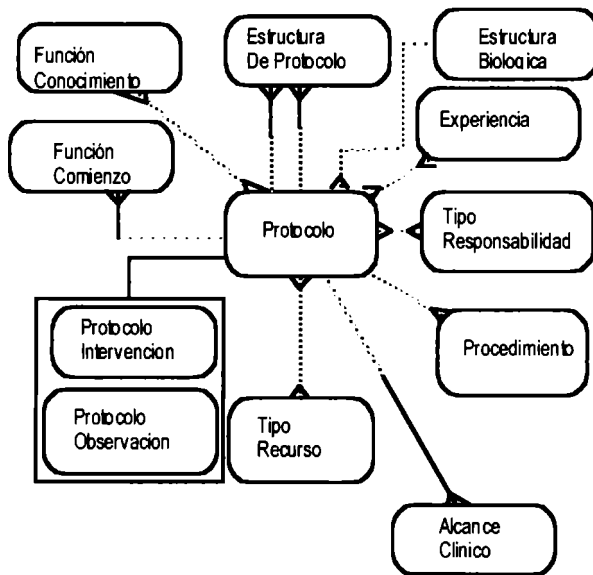 Función
Conocimiento
Estructura
De Protocolo
Estructura
Biologica
Experiencia
Función
Comienzo
Protocolo
Tipo
Responsabilidad
Protocolo
Intervencion
Procedimiento
Protocolo
Observacion
Tipo
Recurso
Alcance
Clinico